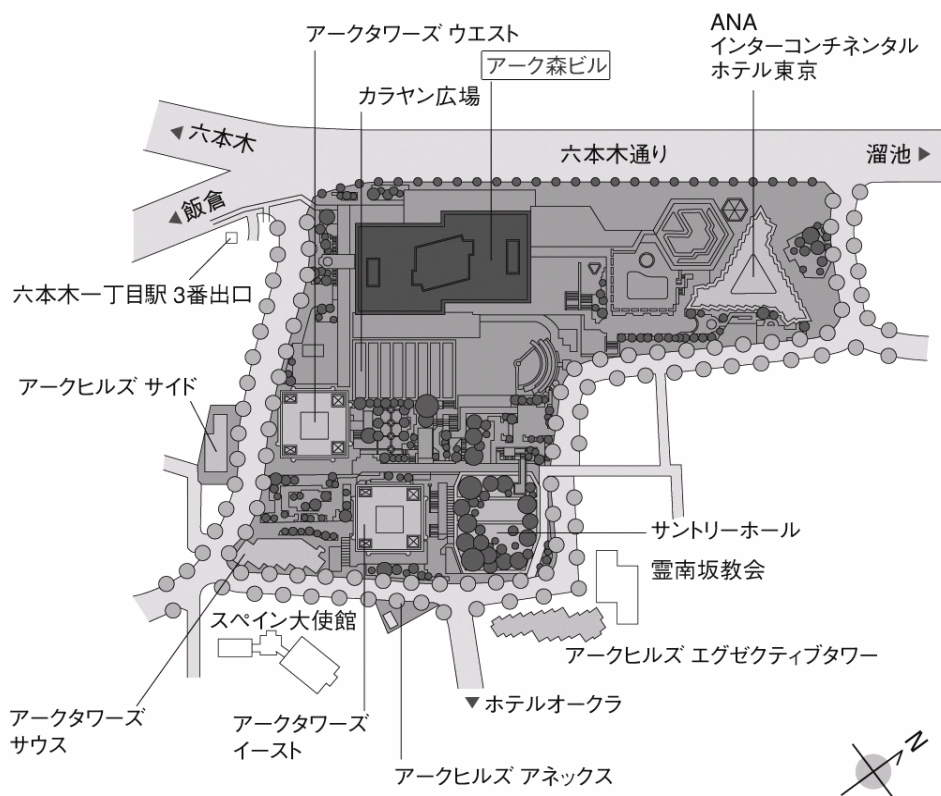 アークタワーズ ウエスト
アーク森ビル
カラヤン広場
ANA
インターコンチネンタル
ホテル東京
◀ 六本木
六本木通り
溜池 ▶
◀ 飯倉
六本木一丁目駅 3番出口
アークヒルズ サイド
サントリーホール
霊南坂教会
スペイン大使館
アークヒルズ エグゼクティブタワー
▼ ホテルオークラ
アークタワーズ
サウス
アークタワーズ
イースト
アークヒルズ アネックス
N